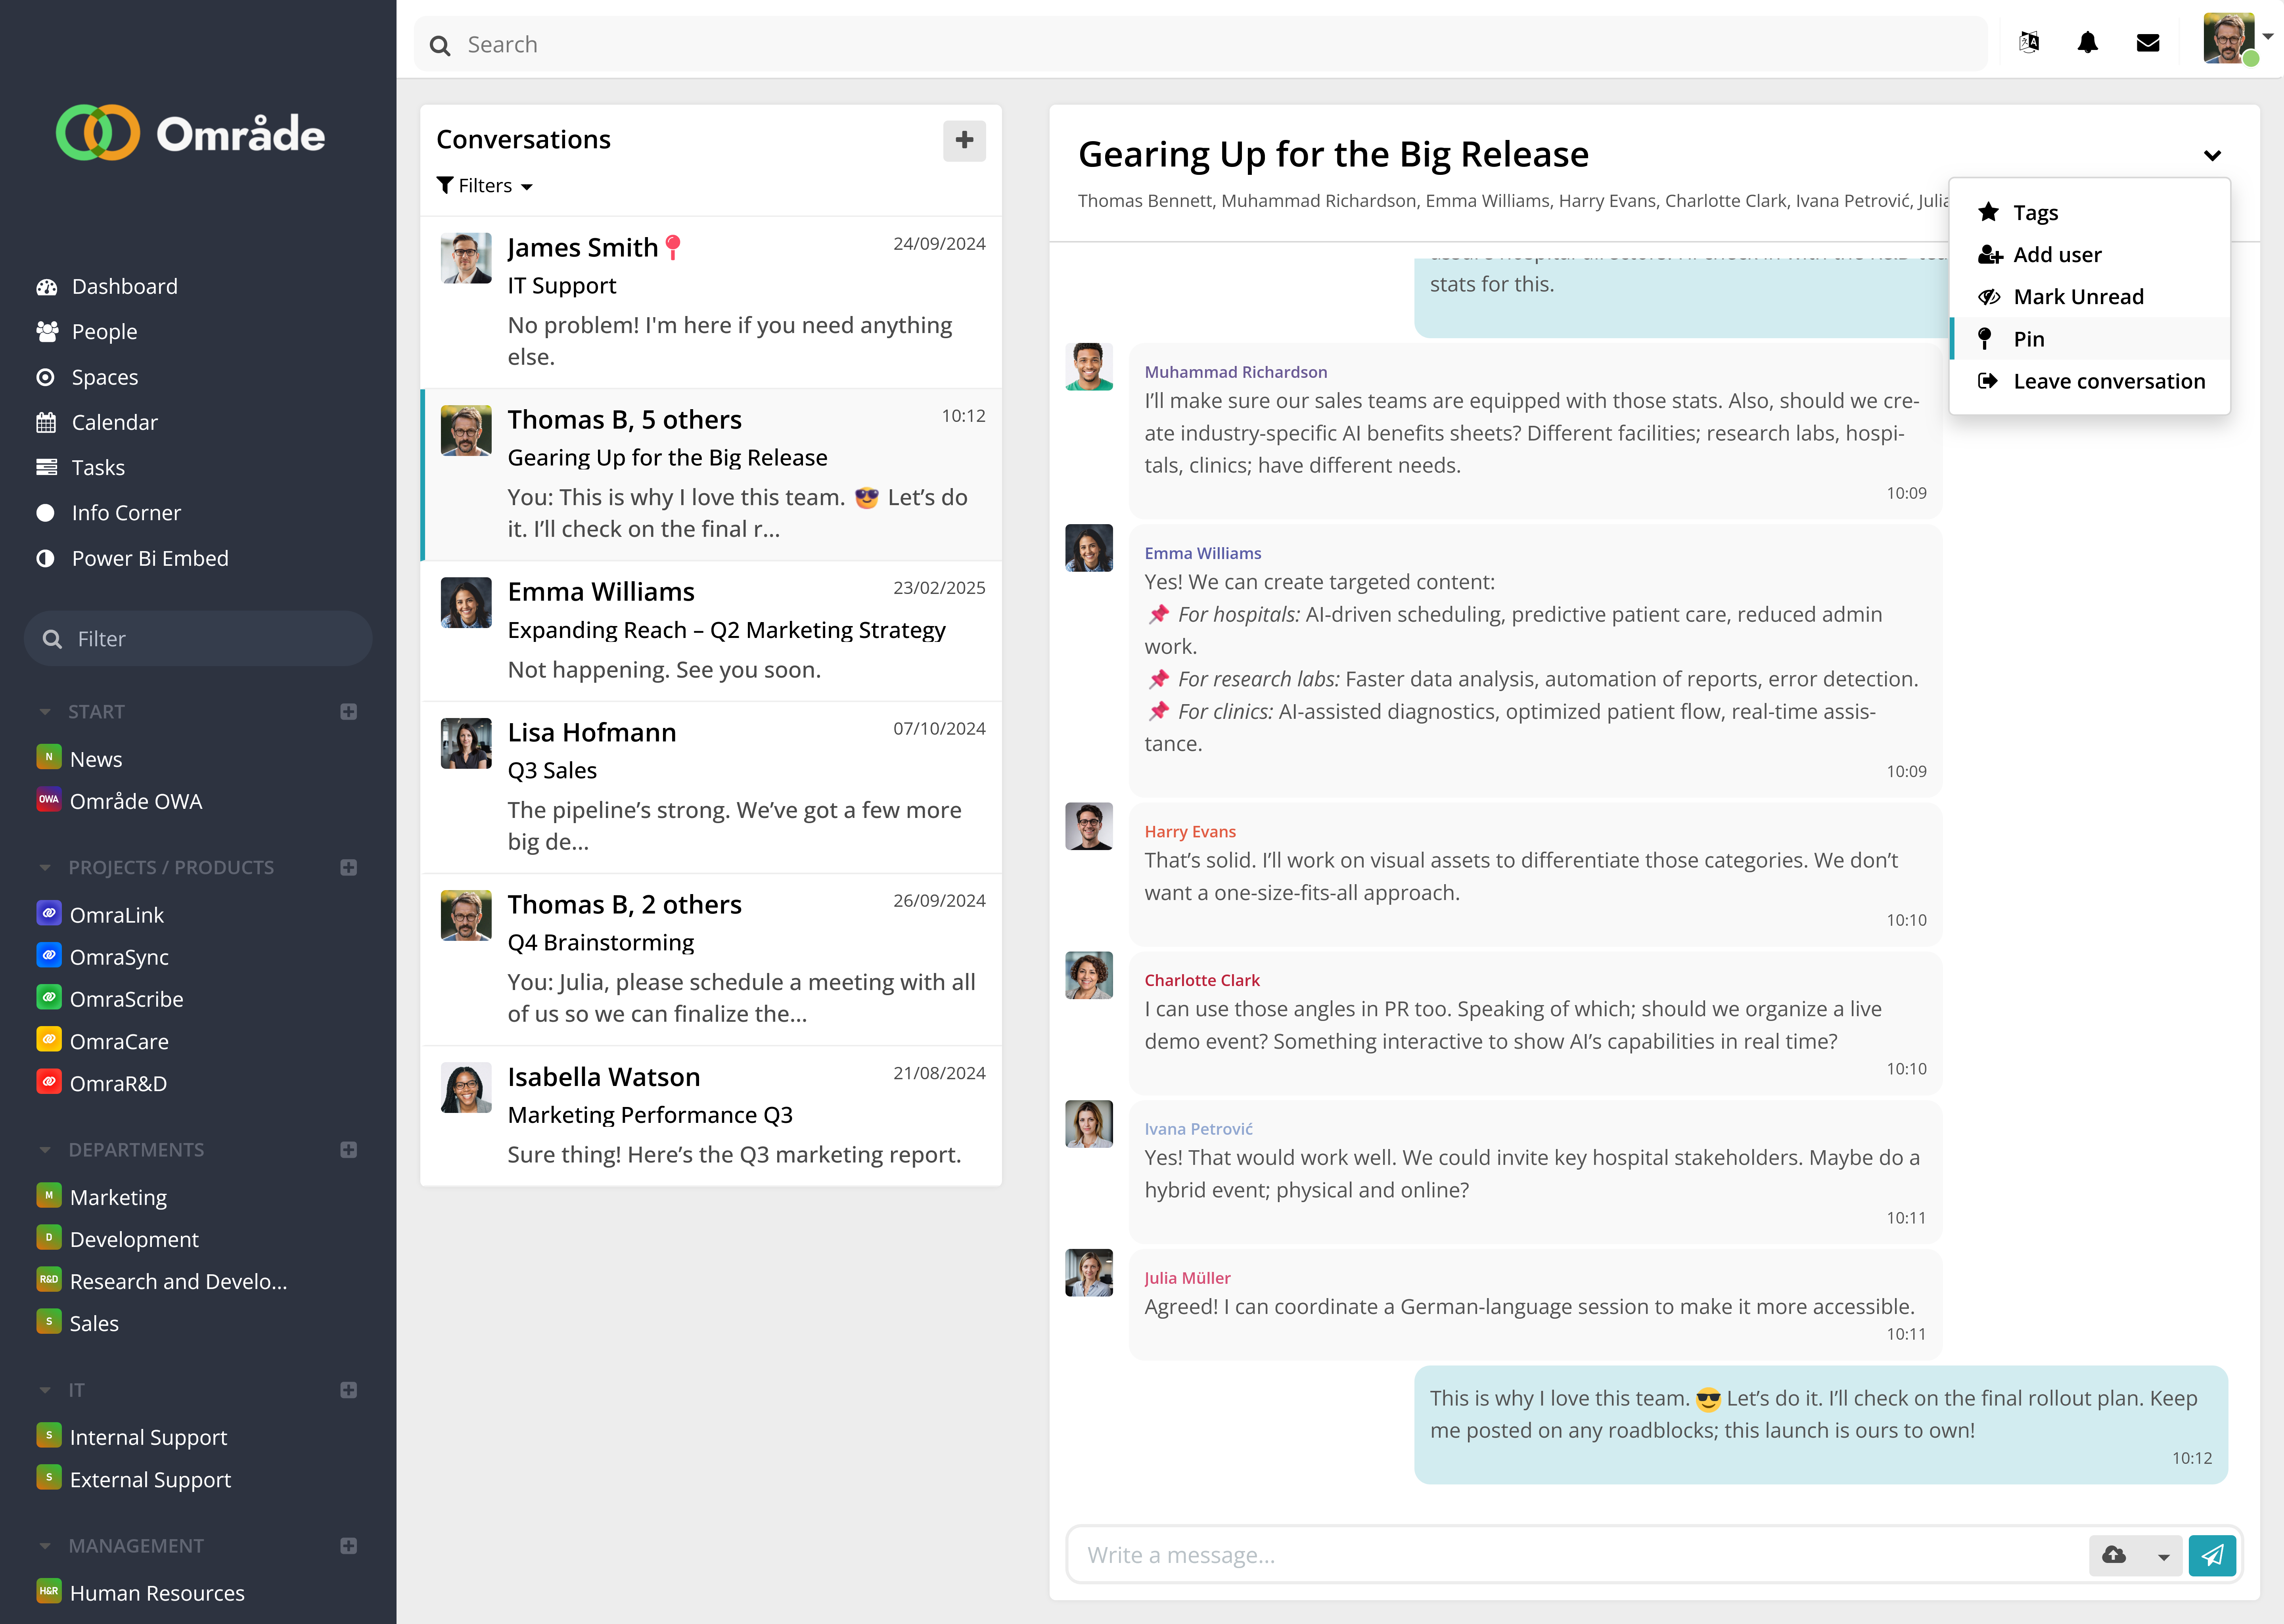 Område
Dashboard
People
Spaces
Calendar
Tasks
Info Corner
Power Bi Embed
Filter
START
N News
OWA Område OWA
PROJECTS / PRODUCTS
OmraLink
OmraSync
OmraScribe
OmraCare
OmraR&D
DEPARTMENTS
M Marketing
D Development
R&D Research and Develo...
S Sales
IT
S Internal Support
S External Support
MANAGEMENT
H&R Human Resources
Search
Conversations
Filters
James Smith 24/09/2024
IT Support
No problem! I'm here if you need anything
else.
Thomas B, 5 others 10:12
Gearing Up for the Big Release
You: This is why I love this team. 😎 Let’s do
it. I’ll check on the final r...
Emma Williams 23/02/2025
Expanding Reach – Q2 Marketing Strategy
Not happening. See you soon.
Lisa Hofmann 07/10/2024
Q3 Sales
The pipeline’s strong. We’ve got a few more
big de...
Thomas B, 2 others 26/09/2024
Q4 Brainstorming
You: Julia, please schedule a meeting with all
of us so we can finalize the...
Isabella Watson 21/08/2024
Marketing Performance Q3
Sure thing! Here’s the Q3 marketing report.
Gearing Up for the Big Release
Thomas Bennett, Muhammad Richardson, Emma Williams, Harry Evans, Charlotte Clark, Ivana Petrović, Julia
Tags
Add user
Mark Unread
Pin
Leave conversation
stats for this.
Muhammad Richardson
I’ll make sure our sales teams are equipped with those stats. Also, should we cre-
ate industry-specific AI benefits sheets? Different facilities; research labs, hospi-
tals, clinics; have different needs.
10:09
Emma Williams
Yes! We can create targeted content:
📌 For hospitals: AI-driven scheduling, predictive patient care, reduced admin
work.
📌 For research labs: Faster data analysis, automation of reports, error detection.
📌 For clinics: AI-assisted diagnostics, optimized patient flow, real-time assis-
tance.
10:09
Harry Evans
That’s solid. I’ll work on visual assets to differentiate those categories. We don’t
want a one-size-fits-all approach.
10:10
Charlotte Clark
I can use those angles in PR too. Speaking of which; should we organize a live
demo event? Something interactive to show AI’s capabilities in real time?
10:10
Ivana Petrović
Yes! That would work well. We could invite key hospital stakeholders. Maybe do a
hybrid event; physical and online?
10:11
Julia Müller
Agreed! I can coordinate a German-language session to make it more accessible.
10:11
This is why I love this team. 😎 Let’s do it. I’ll check on the final rollout plan. Keep
me posted on any roadblocks; this launch is ours to own!
10:12
Write a message...